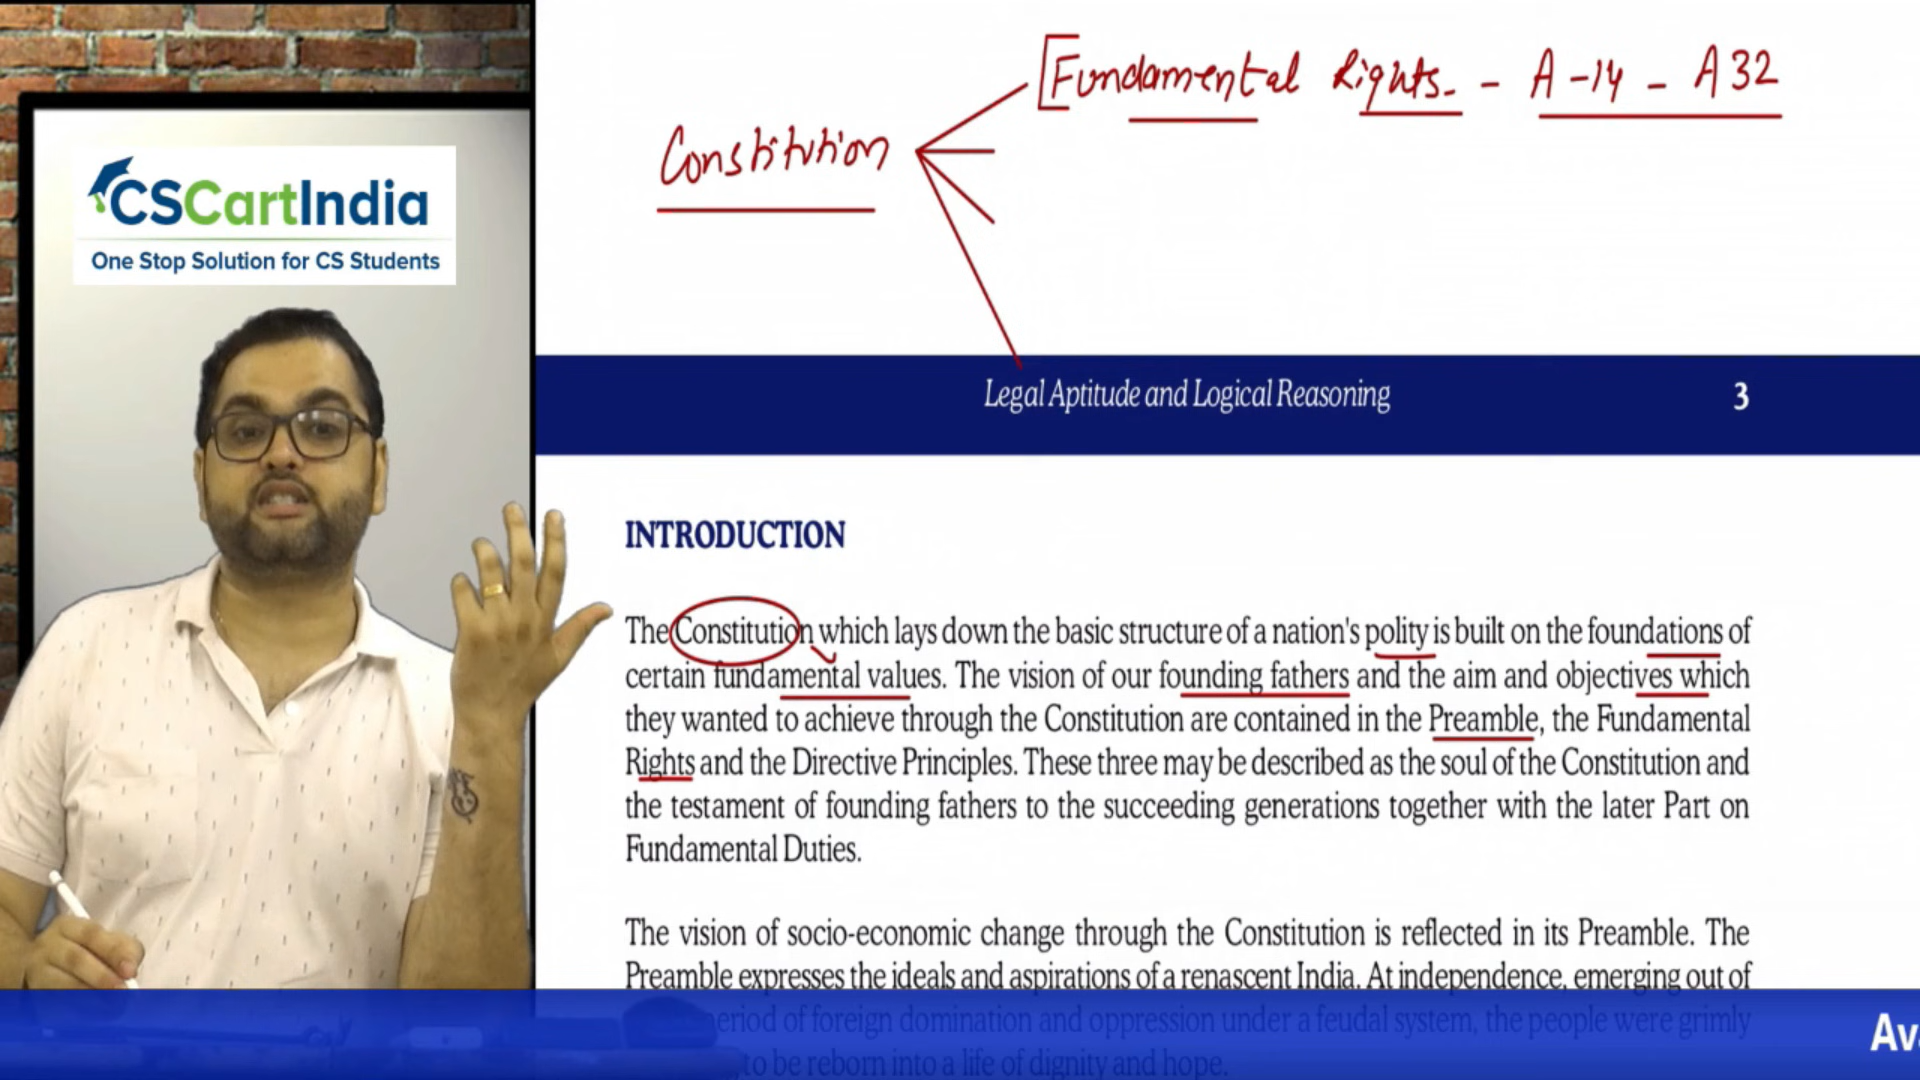 CSCartIndia
One Stop Solution for CS Students
Fundamental Rights - A-14 - A32
Constitution
Legal Aptitude and Logical Reasoning 3
INTRODUCTION
The Constitution which lays down the basic structure of a nation's polity is built on the foundations of
certain fundamental values. The vision of our founding fathers and the aim and objectives which
they wanted to achieve through the Constitution are contained in the Preamble, the Fundamental
Rights and the Directive Principles. These three may be described as the soul of the Constitution and
the testament of founding fathers to the succeeding generations together with the later Part on
Fundamental Duties.
The vision of socio-economic change through the Constitution is reflected in its Preamble. The
Preamble expresses the ideals and aspirations of a renascent India. At independence, emerging out of
eriod of foreign domination and oppression under a feudal system, the people were grimly
to be reborn into a life of dignity and hope.
Av